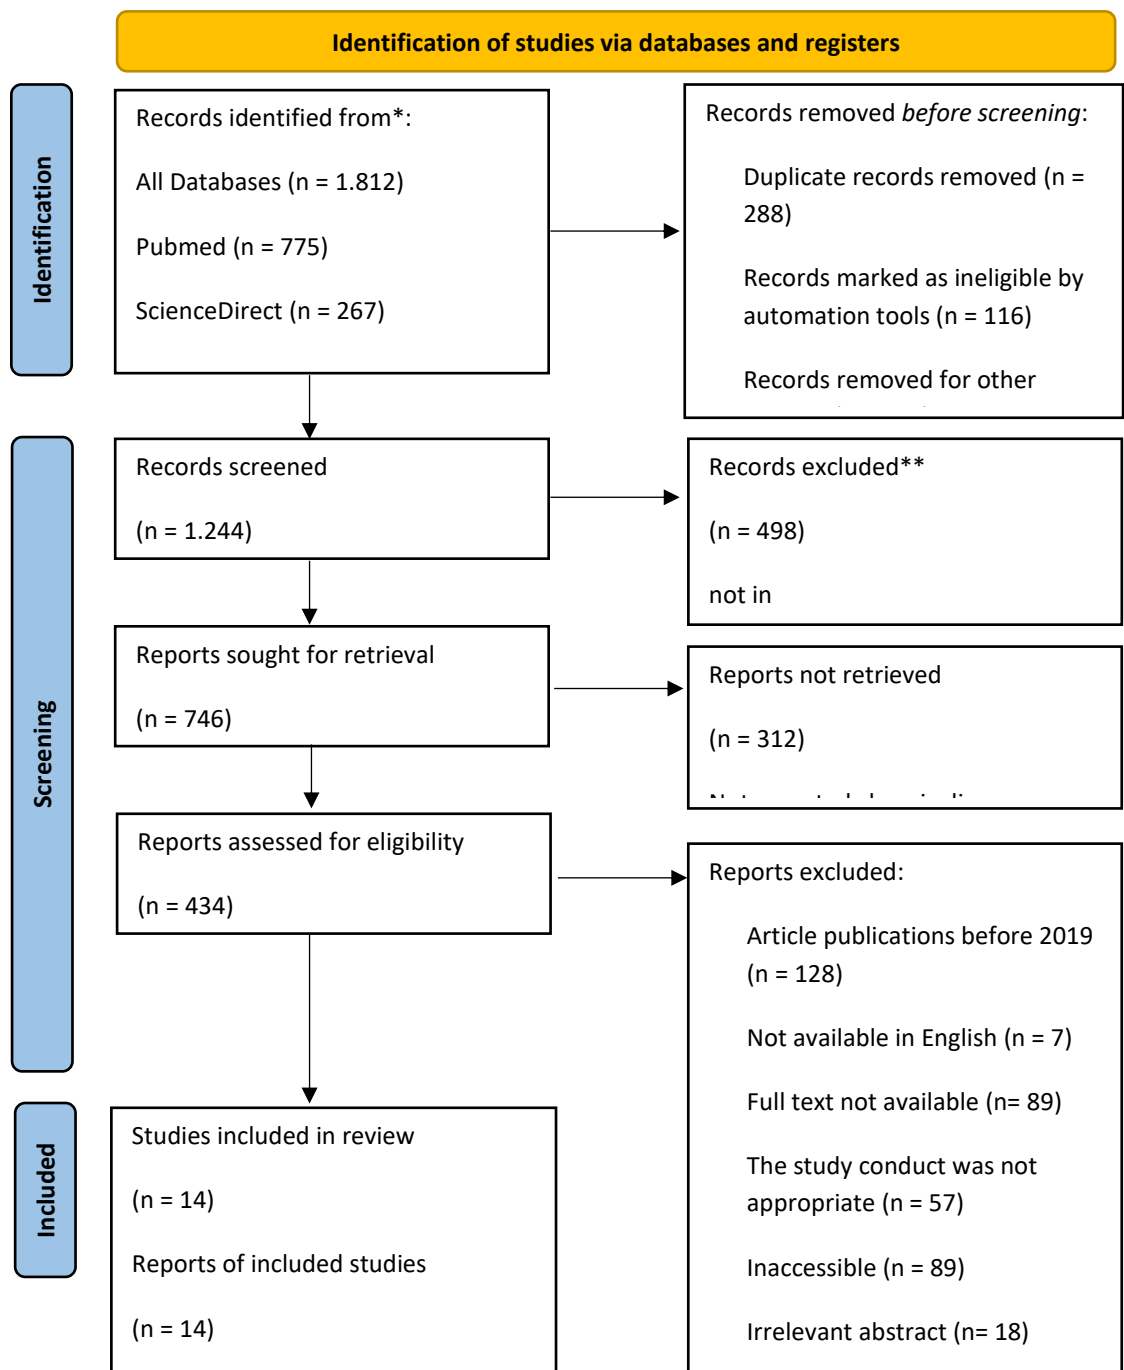 Identification of studies via databases and registers
Identification
Records identified from*:
All Databases (n = 1.812)
Pubmed (n = 775)
ScienceDirect (n = 267)
Records removed before screening:
Duplicate records removed (n =
288)
Records marked as ineligible by
automation tools (n = 116)
Records removed for other
Screening
Records screened
(n = 1.244)
Records excluded**
(n = 498)
not in
Reports sought for retrieval
(n = 746)
Reports not retrieved
(n = 312)
Reports assessed for eligibility
(n = 434)
Reports excluded:
Article publications before 2019
(n = 128)
Not available in English (n = 7)
Full text not available (n= 89)
The study conduct was not
appropriate (n = 57)
Inaccessible (n = 89)
Irrelevant abstract (n= 18)
Included
Studies included in review
(n = 14)
Reports of included studies
(n = 14)